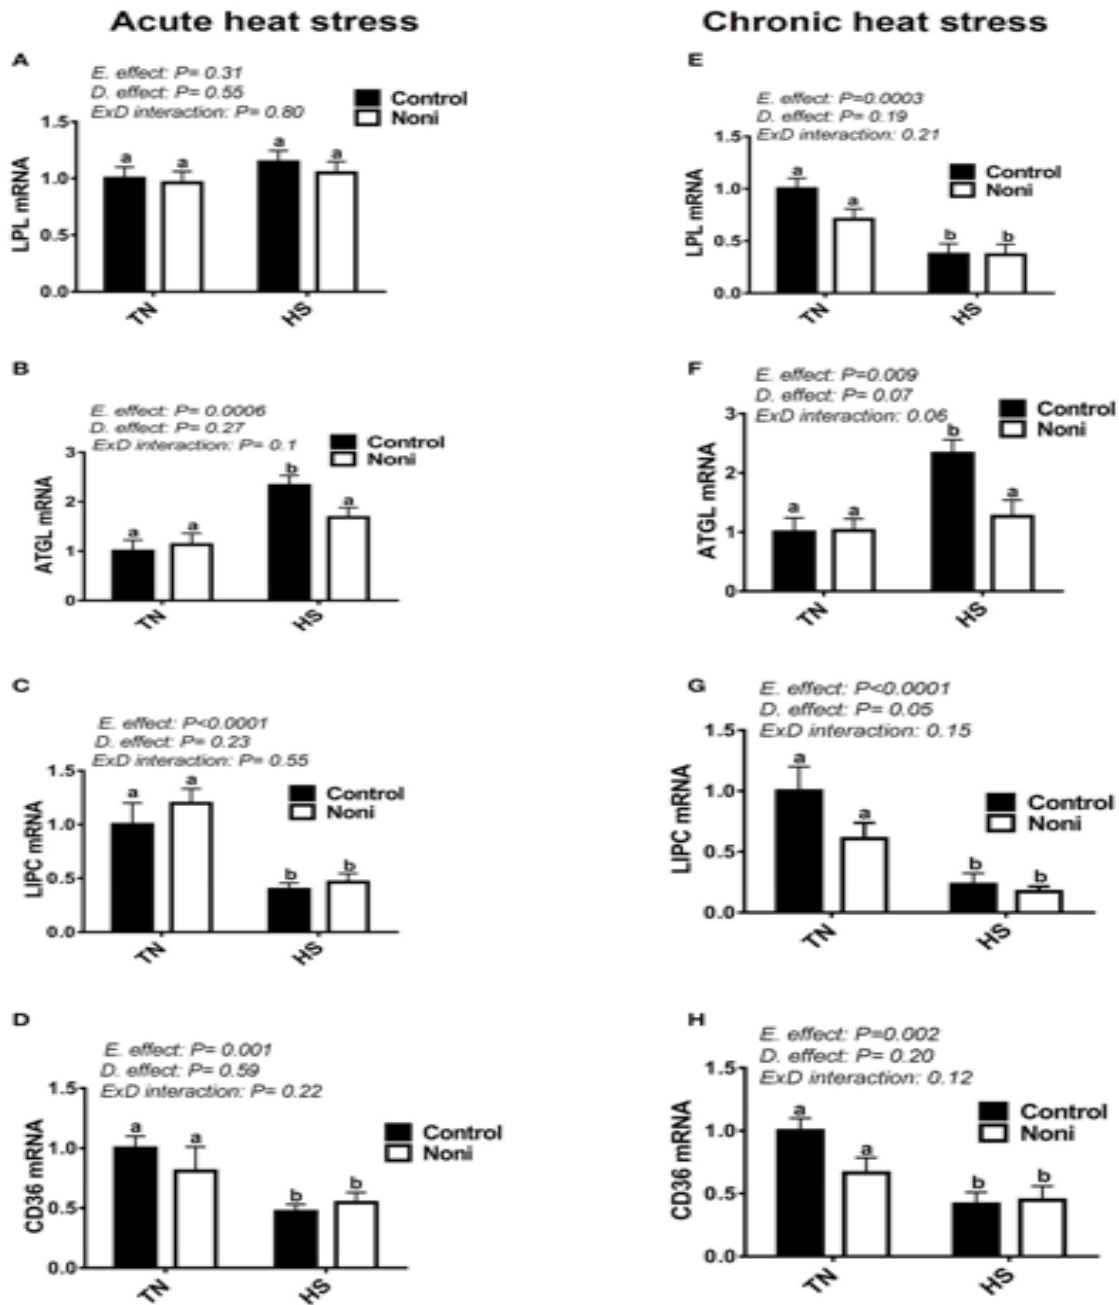 Acute heat stress
A
E. effect: P= 0.31
D. effect: P= 0.55
ExD interaction: P= 0.80
Control
Noni
LPL mRNA
1.5
1.0
0.5
0.0
a
a
a
a
TN
HS
B
E. effect: P= 0.0006
D. effect: P= 0.27
ExD interaction: P= 0.1
Control
Noni
ATGL mRNA
3
2
1
0
a
a
b
a
TN
HS
C
E. effect: P<0.0001
D. effect: P= 0.23
ExD interaction: P= 0.55
Control
Noni
LIPC mRNA
1.5
1.0
0.5
0.0
a
a
b
b
TN
HS
D
E. effect: P= 0.001
D. effect: P= 0.59
ExD interaction: P= 0.22
Control
Noni
CD36 mRNA
1.5
1.0
0.5
0.0
a
a
b
b
TN
HS
Chronic heat stress
E
E. effect: P=0.0003
D. effect: P= 0.19
ExD interaction: 0.21
Control
Noni
LPL mRNA
1.5
1.0
0.5
0.0
a
a
b
b
TN
HS
F
E. effect: P=0.009
D. effect: P= 0.07
ExD interaction: 0.06
Control
Noni
ATGL mRNA
3
2
1
0
a
a
b
a
TN
HS
G
E. effect: P<0.0001
D. effect: P= 0.05
ExD interaction: 0.15
Control
Noni
LIPC mRNA
1.5
1.0
0.5
0.0
a
a
b
b
TN
HS
H
E. effect: P=0.002
D. effect: P= 0.20
ExD interaction: 0.12
Control
Noni
CD36 mRNA
1.5
1.0
0.5
0.0
a
a
b
b
TN
HS